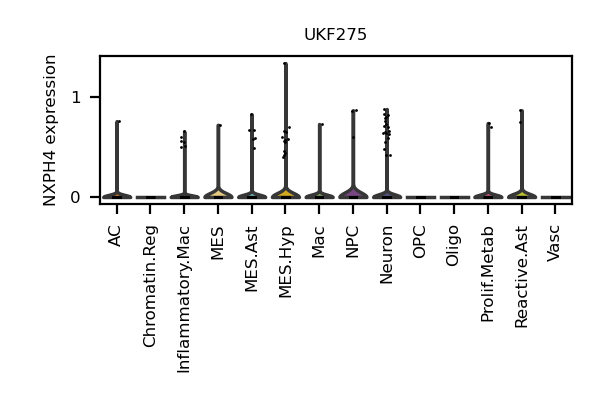 UKF275
NXPH4 expression
1
0
AC
Chromatin.Reg
Inflammatory.Mac
MES
MES.Ast
MES.Hyp
Mac
NPC
Neuron
OPC
Oligo
Prolif.Metab
Reactive.Ast
Vasc